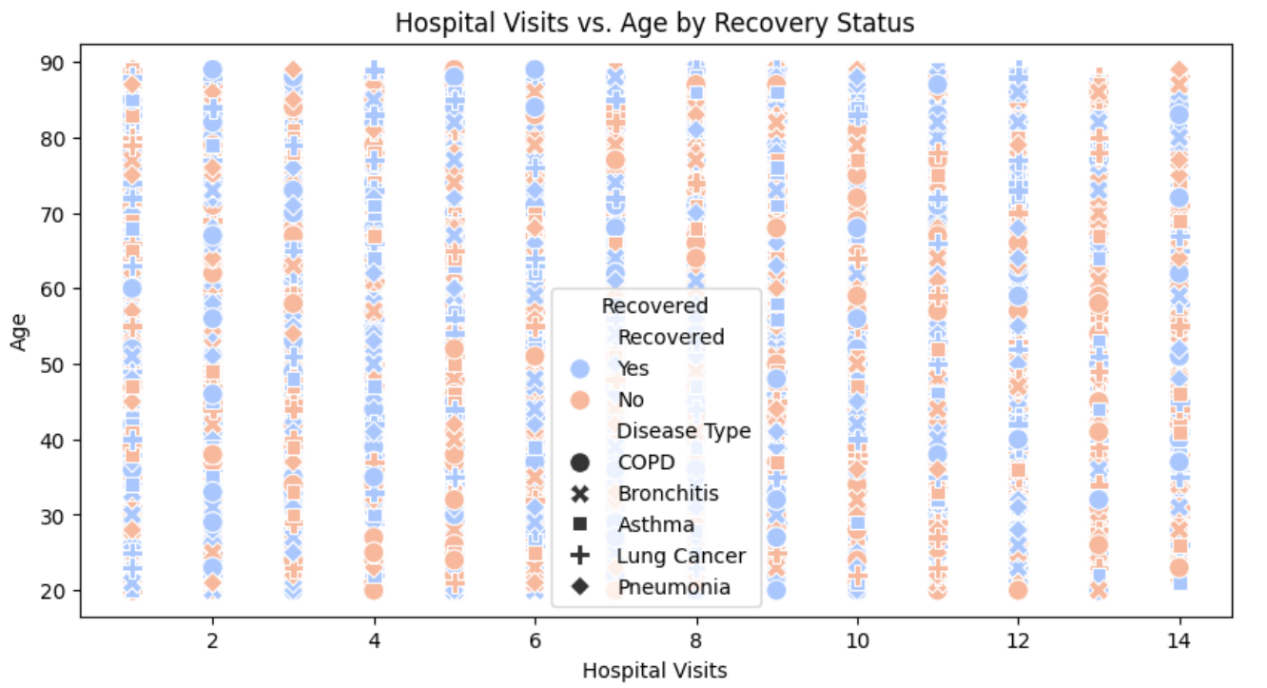 Hospital Visits vs. Age by Recovery Status
90
80
70
60
50
40
30
20
Age
Recovered
Recovered
Yes
No
Disease Type
COPD
Bronchitis
Asthma
Lung Cancer
Pneumonia
2 4 6 8 10 12 14
Hospital Visits